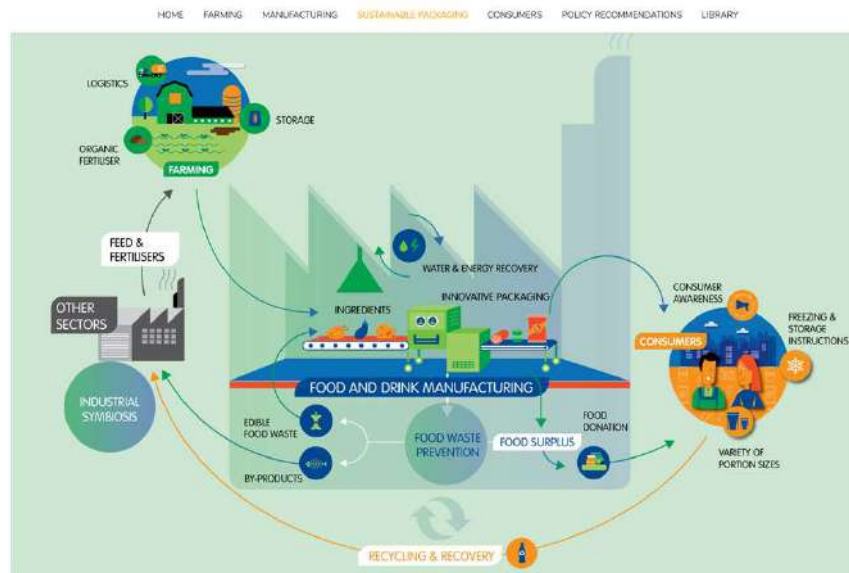 HOME FARMING MANUFACTURING SUSTAINABLE PACKAGING CONSUMERS POLICY RECOMMENDATIONS LIBRARY
LOGISTICS
STORAGE
ORGANIC
FERTILISER
FARMING
FEED &
FERTILISERS
OTHER
SECTORS
INDUSTRIAL
SYMBIOSIS
WATER & ENERGY RECOVERY
INGREDIENTS
INNOVATIVE PACKAGING
FOOD AND DRINK MANUFACTURING
EDIBLE
FOOD WASTE
BY-PRODUCTS
FOOD WASTE
PREVENTION
FOOD SURPLUS
FOOD
DONATION
CONSUMER
AWARENESS
FREEZING &
STORAGE
INSTRUCTIONS
CONSUMERS
VARIETY OF
PORTION SIZES
RECYCLING & RECOVERY